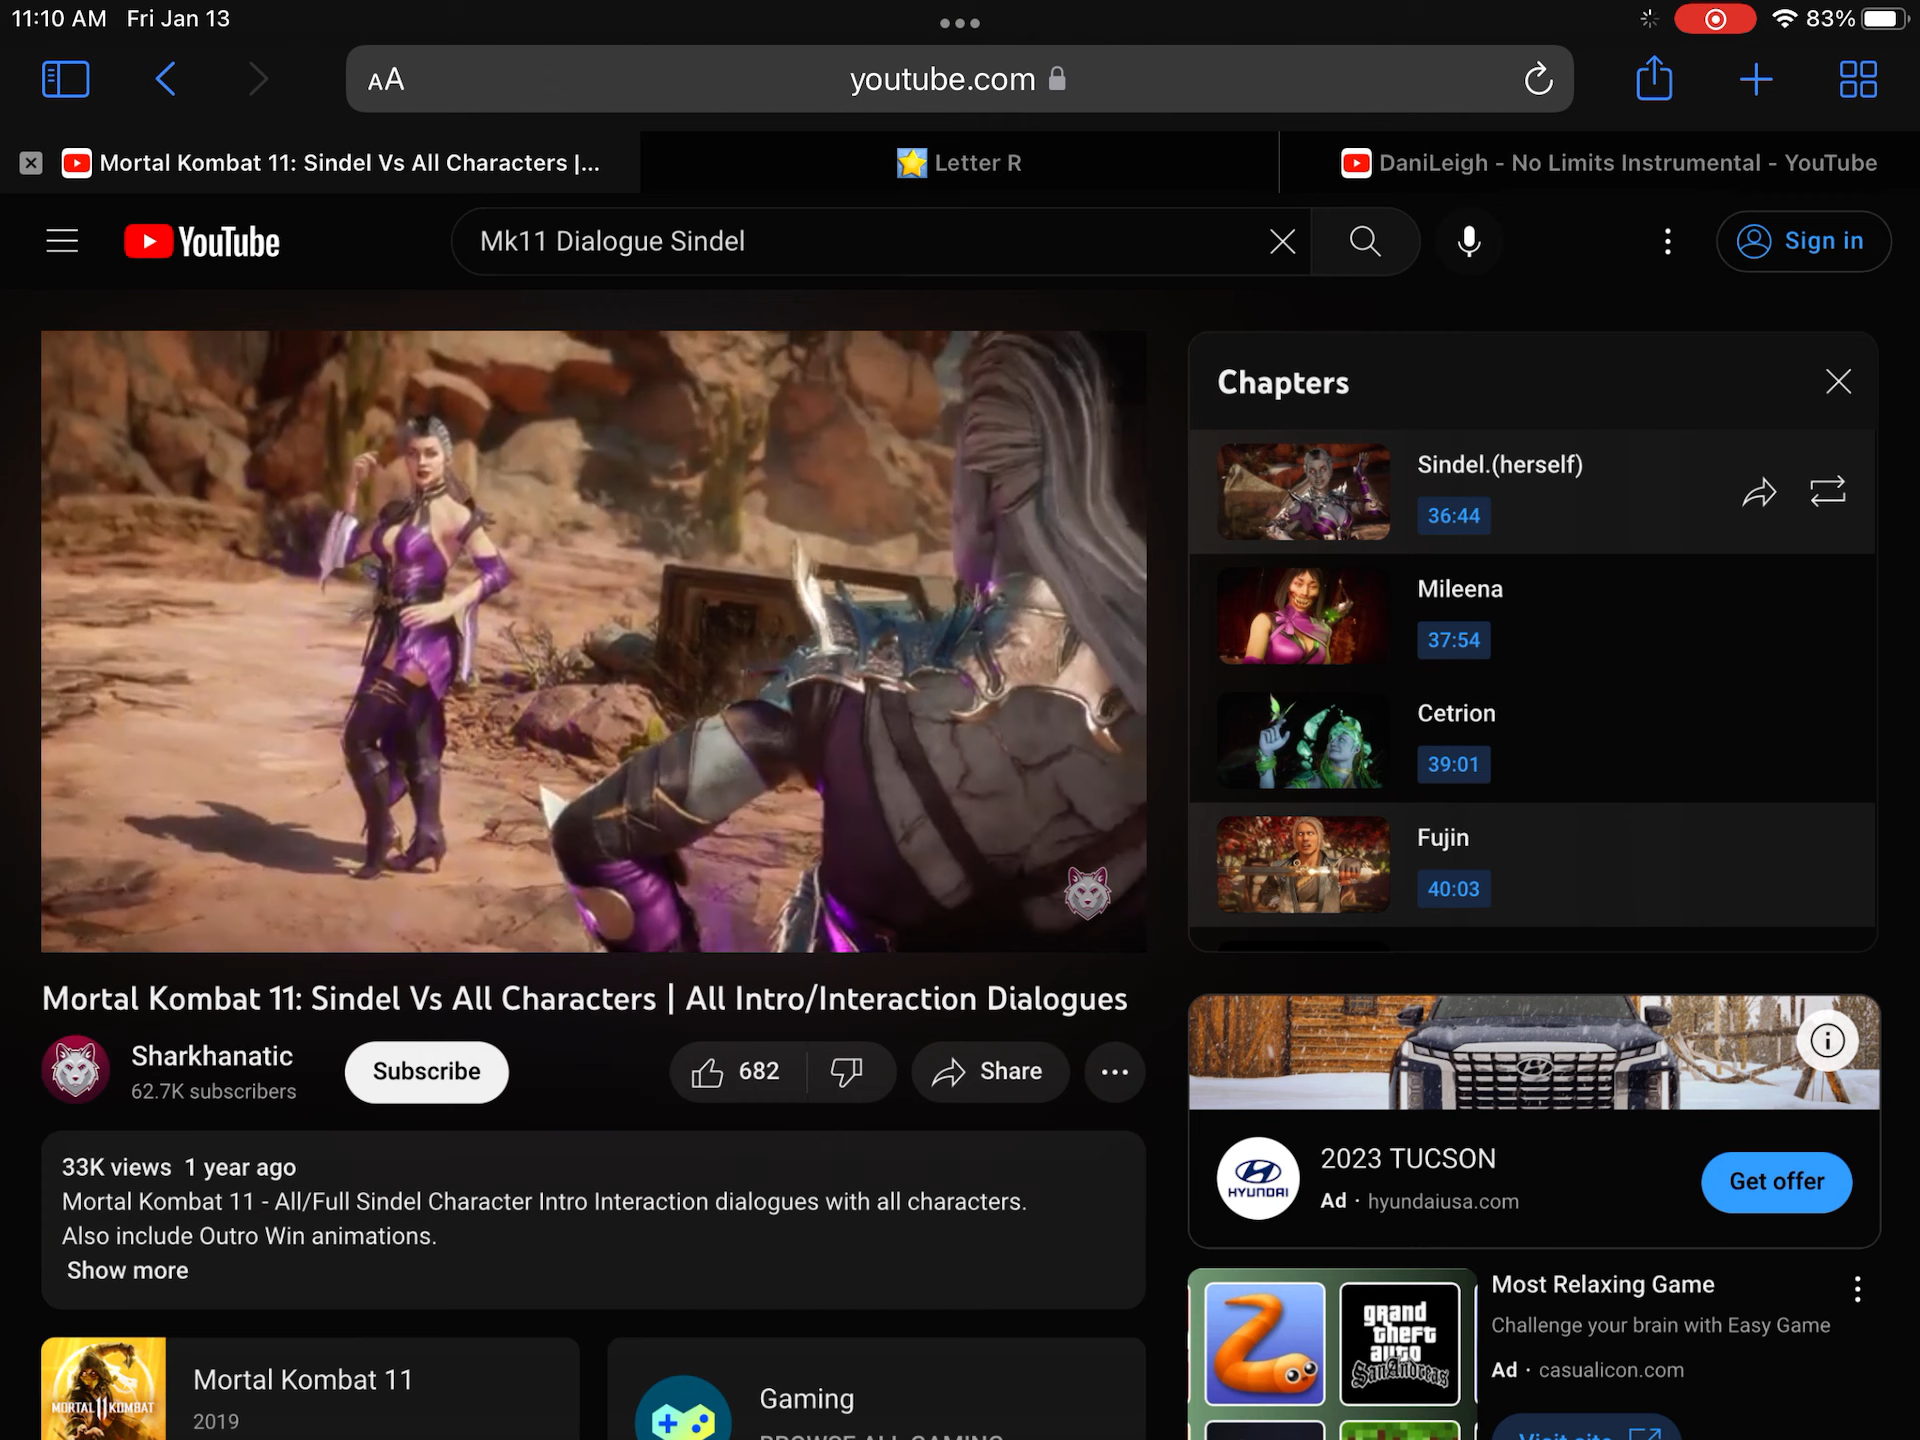 11:10 AM Fri Jan 13
83%
AA
youtube.com
Mortal Kombat 11: Sindel Vs All Characters |...
Letter R
DaniLeigh - No Limits Instrumental - YouTube
YouTube
Mk11 Dialogue Sindel
Sign in
Chapters
Sindel.(herself)
36:44
Mileena
37:54
Cetrion
39:01
Fujin
40:03
Mortal Kombat 11: Sindel Vs All Characters | All Intro/Interaction Dialogues
Sharkhanatic
62.7K subscribers
Subscribe
682
Share
33K views 1 year ago
Mortal Kombat 11 - All/Full Sindel Character Intro Interaction dialogues with all characters.
Also include Outro Win animations.
Show more
2023 TUCSON
Ad · hyundaiusa.com
HYUNDAI
Get offer
Most Relaxing Game
Challenge your brain with Easy Game
Ad · casualicon.com
Visit site
grand
theft
auto
San Andreas
MORTAL KOMBAT 11
Mortal Kombat 11
2019
Gaming
BROWSE ALL GAMING